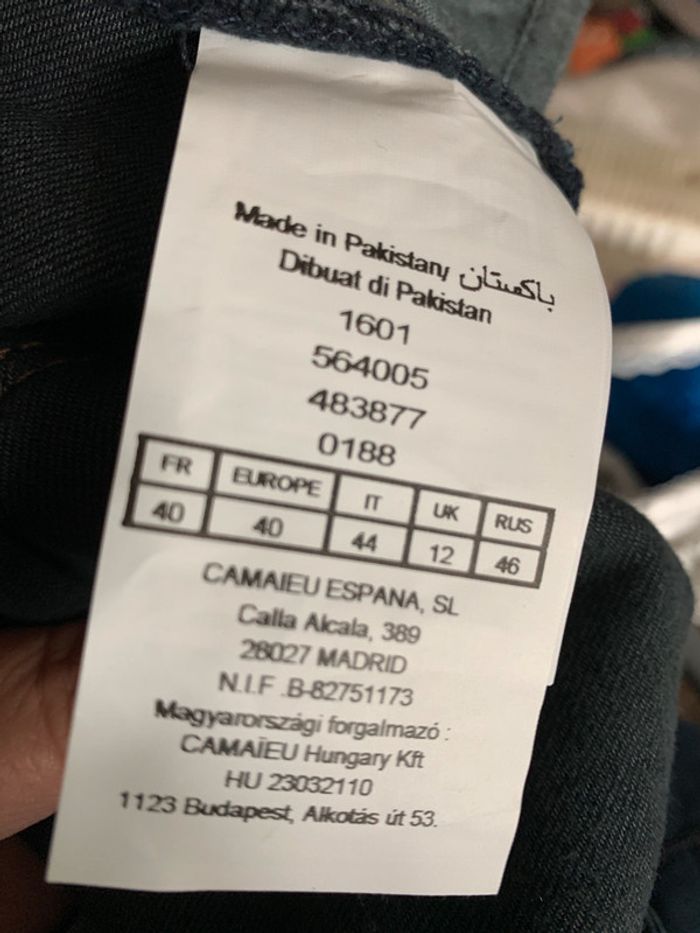 Made in Pakistan, باكستان
Dibuat di Pakistan
1601
564005
483877
0188
FR EUROPE IT UK RUS
40 40 44 12 46
CAMAIEU ESPANA, SL
Calla Alcala, 389
28027 MADRID
N.I.F .B-82751173
Magyarországi forgalmazó :
CAMAÏEU Hungary Kft
HU 23032110
1123 Budapest, Alkotás út 53.